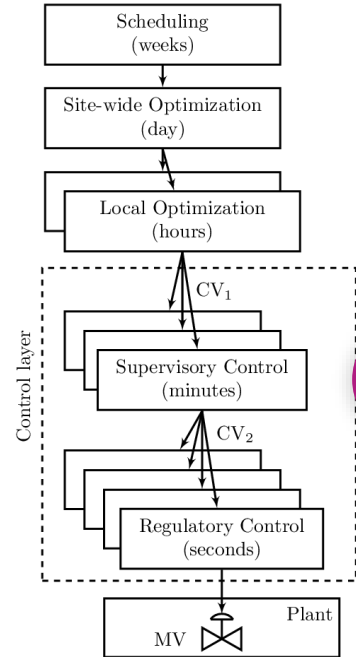 Scheduling
(weeks)
Site-wide Optimization
(day)
Local Optimization
(hours)
CV₁
Control layer
Supervisory Control
(minutes)
CV₂
Regulatory Control
(seconds)
Plant
MV